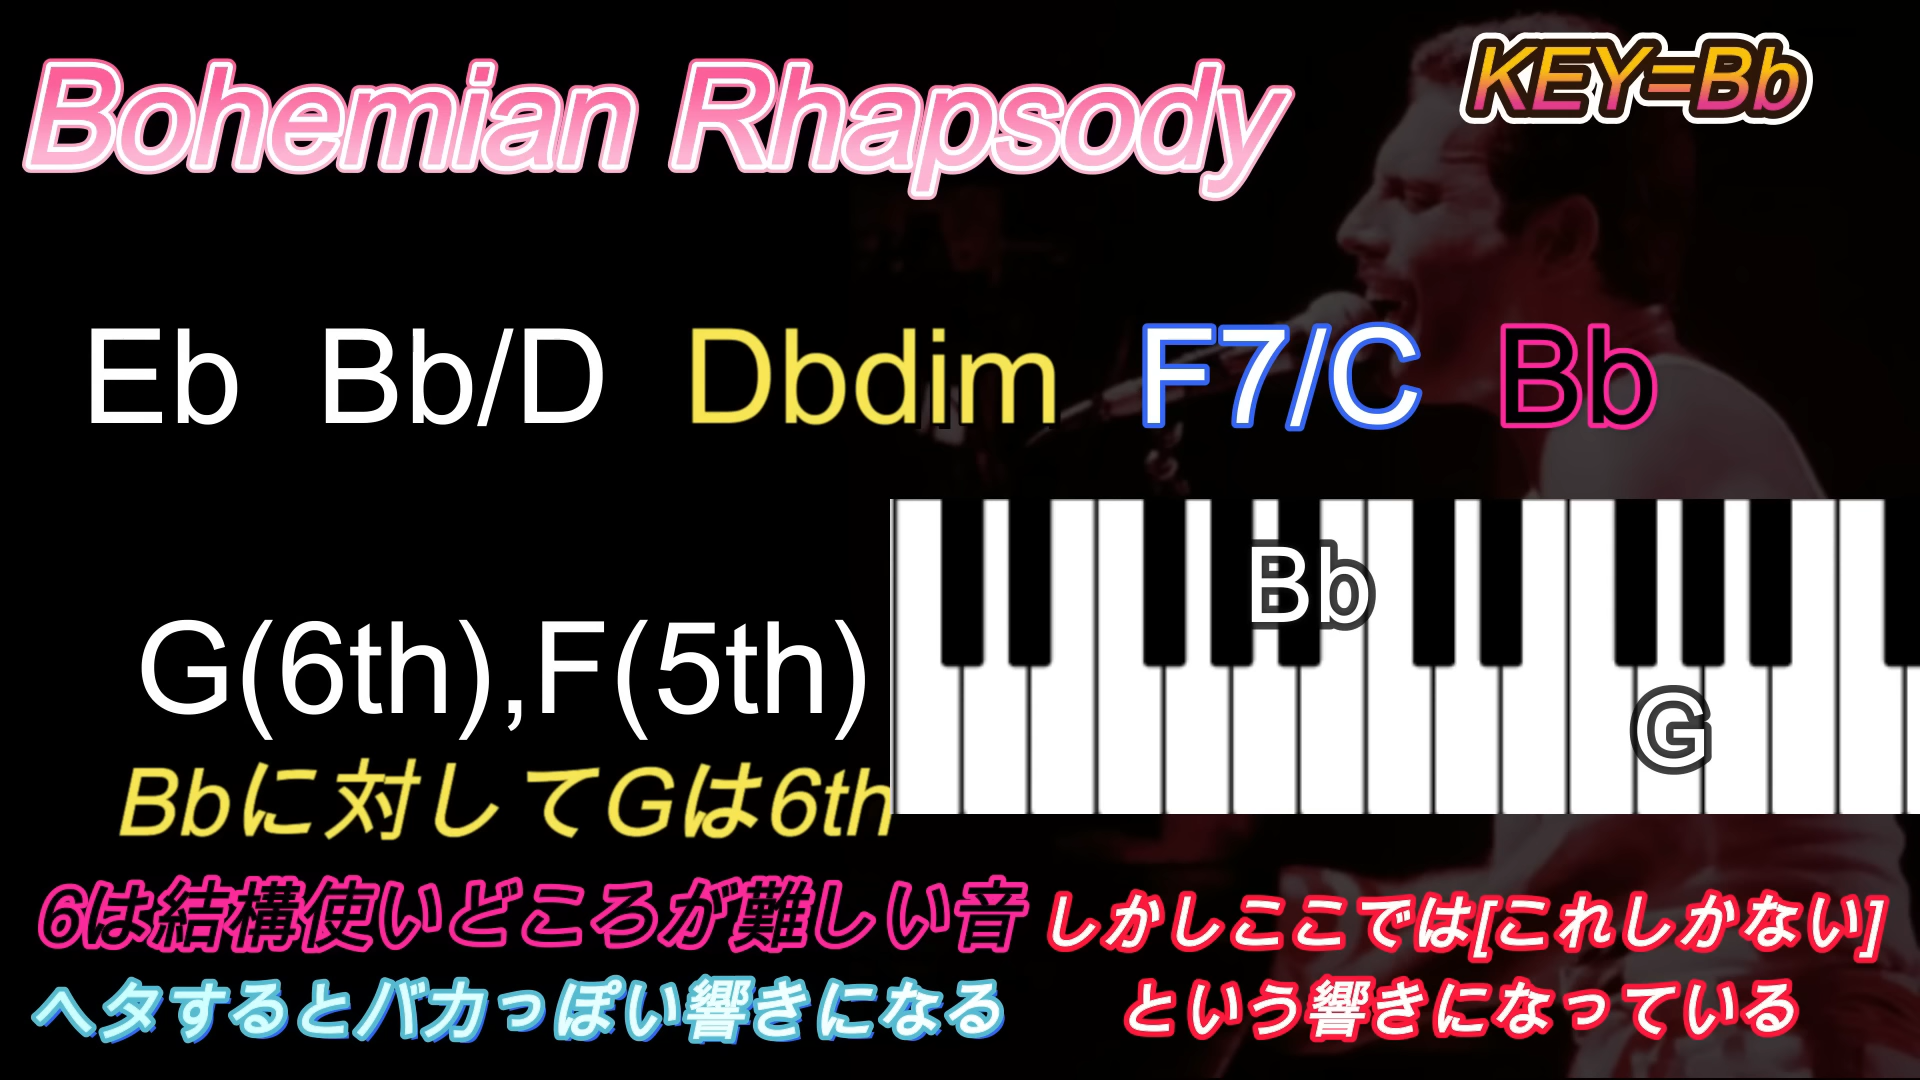 Bohemian Rhapsody
KEY=Bb
Eb Bb/D Dbdim F7/C Bb
Bb
G(6th),F(5th)
G
Bbに対してGは6th
6は結構使いどころが難しい音
しかしここでは[これしかない]
ヘタするとバカっぽい響きになる
という響きになっている